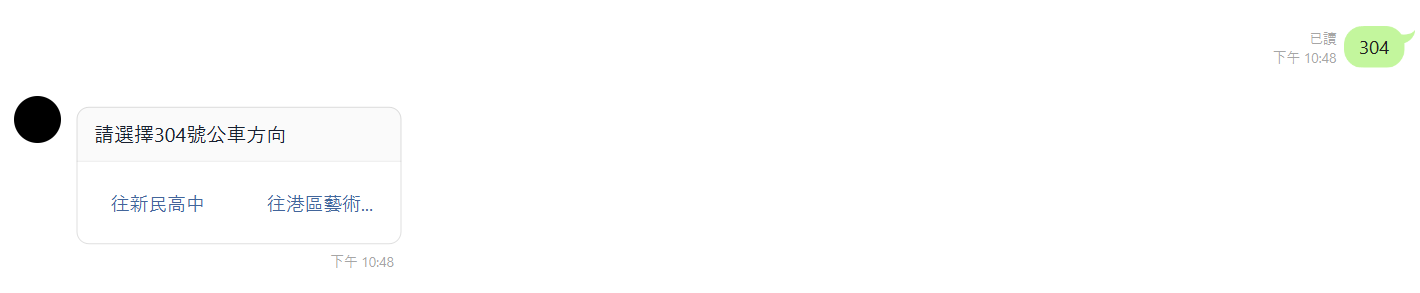 已讀
下午 10:48
304
請選擇304號公車方向
往新民高中
往港區藝術...
下午 10:48